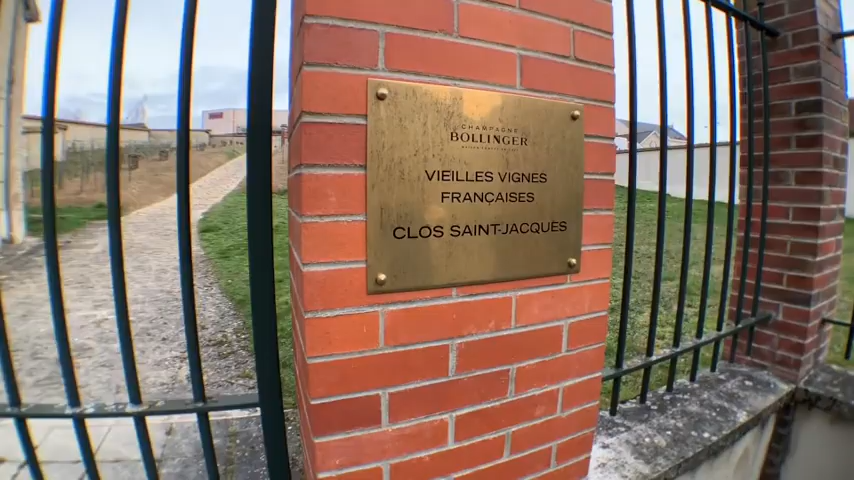 CHAMPAGNE
BOLLINGER
VIEILLES VIGNES
FRANÇAISES
CLOS SAINT-JACQUES